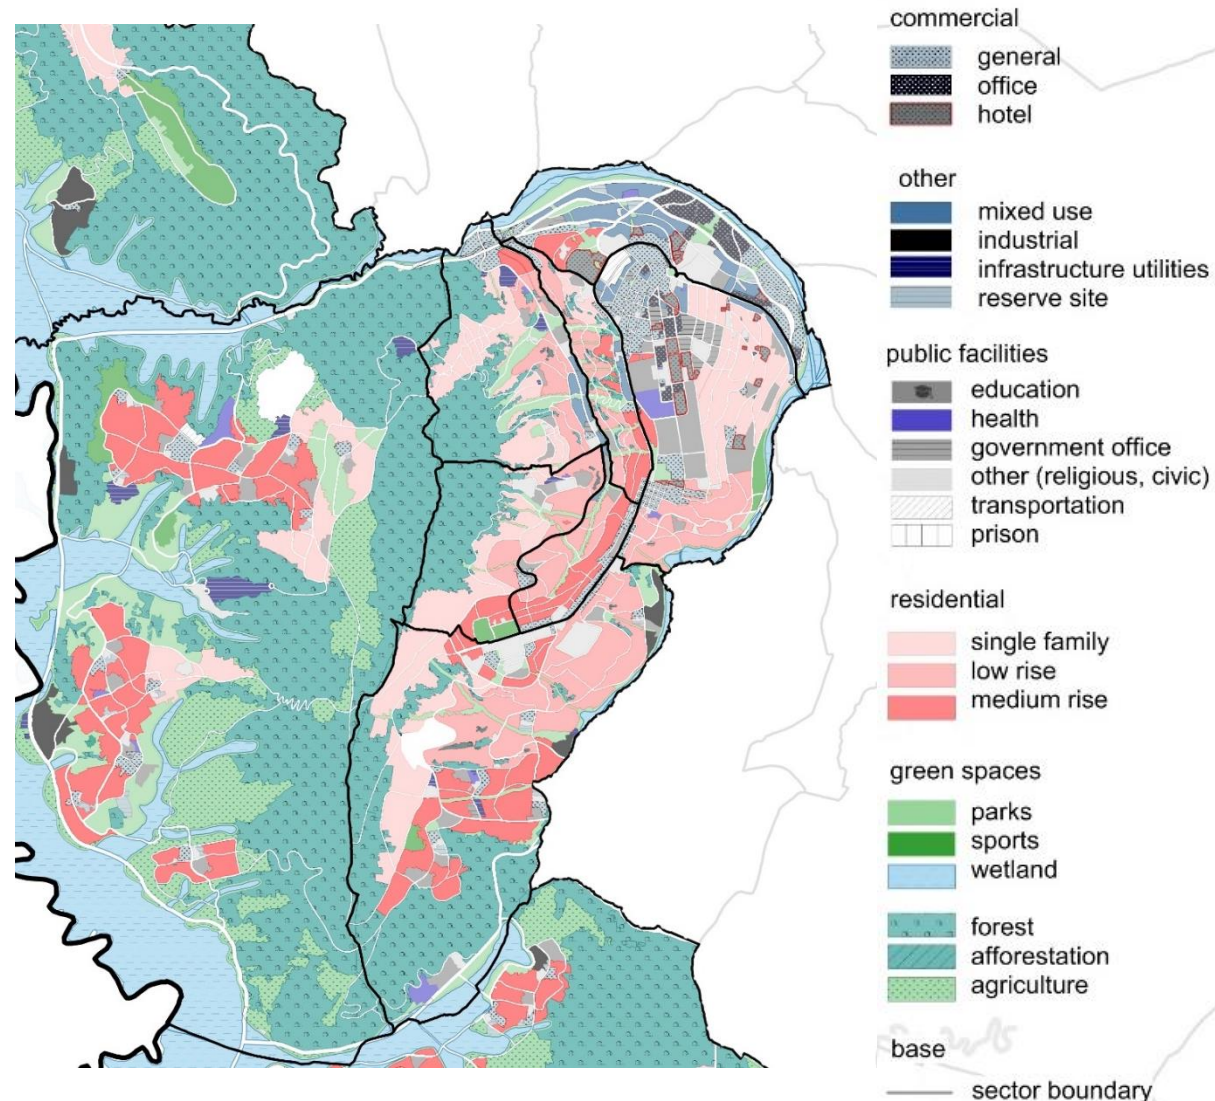 commercial
general
office
hotel
other
mixed use
industrial
infrastructure utilities
reserve site
public facilities
education
health
government office
other (religious, civic)
transportation
prison
residential
single family
low rise
medium rise
green spaces
parks
sports
wetland
forest
afforestation
agriculture
base
sector boundary